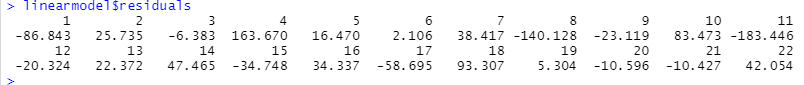 > linearmodel$residuals
1 2 3 4 5 6 7 8 9 10 11
-86.843 25.735 -6.383 163.670 16.470 2.106 38.417 -140.128 -23.119 83.473 -183.446
12 13 14 15 16 17 18 19 20 21 22
-20.324 22.372 47.465 -34.748 34.337 -58.695 93.307 5.304 -10.596 -10.427 42.054
>